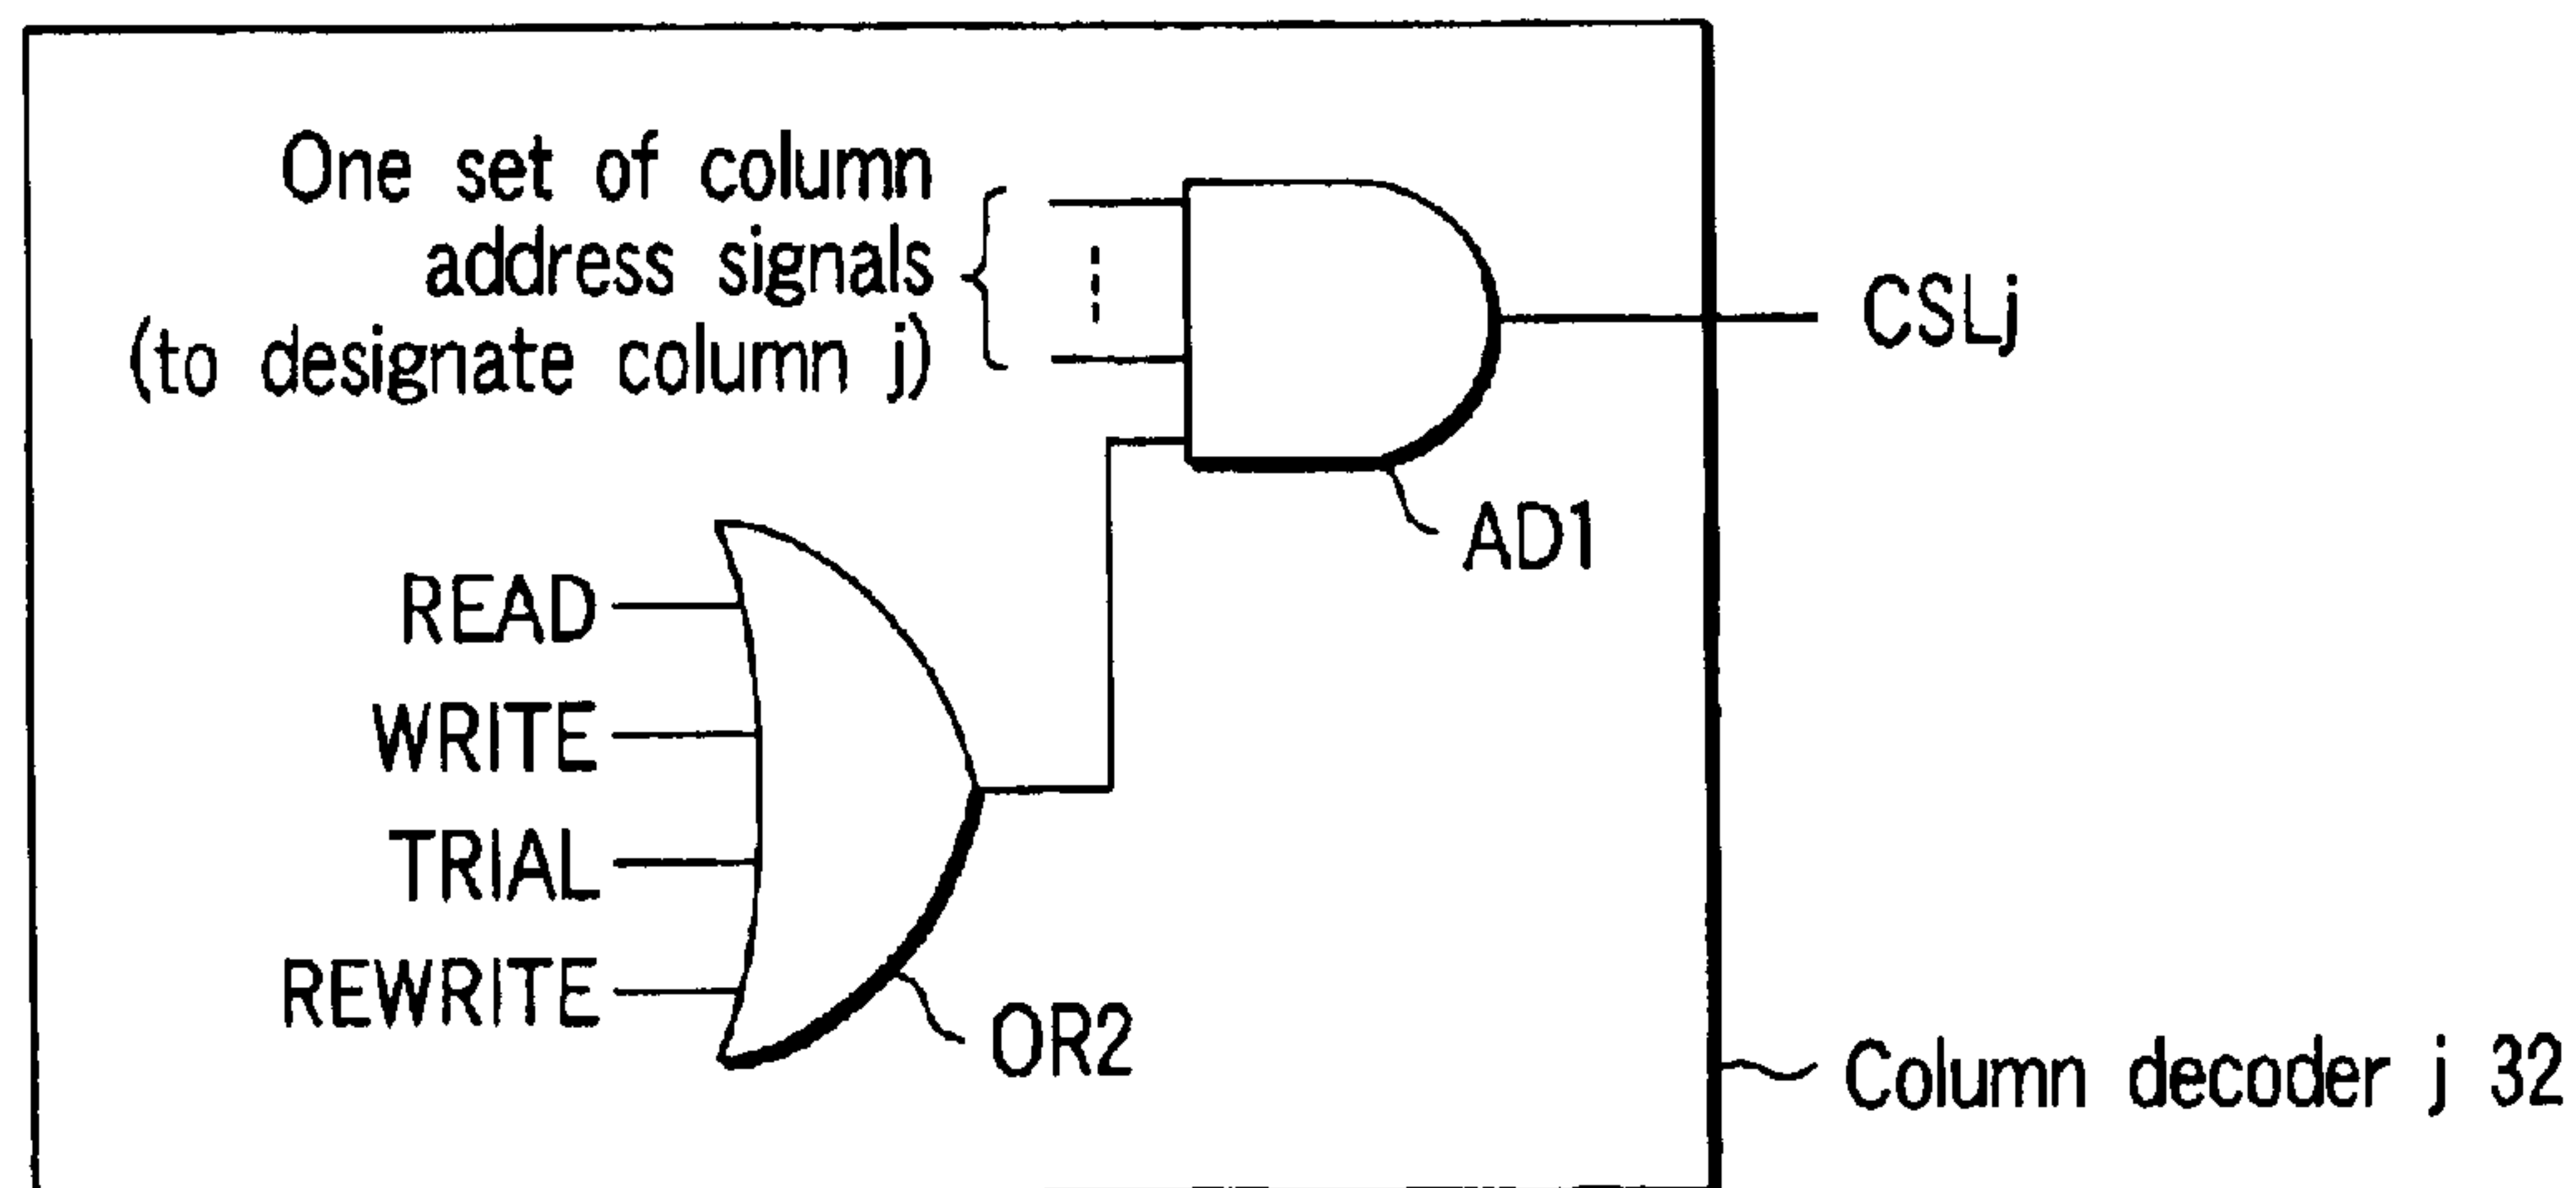 One set of column
address signals
(to designate column j)
CSLj
AD1
READ
WRITE
TRIAL
REWRITE
OR2
Column decoder j 32